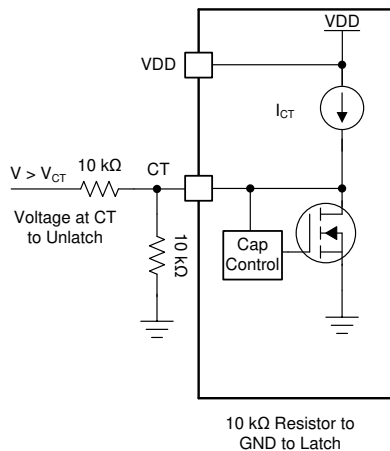 VDD
VDD
I_CT
V > V_CT
10 kΩ
CT
Voltage at CT
to Unlatch
10 kΩ
Cap
Control
10 kΩ Resistor to
GND to Latch